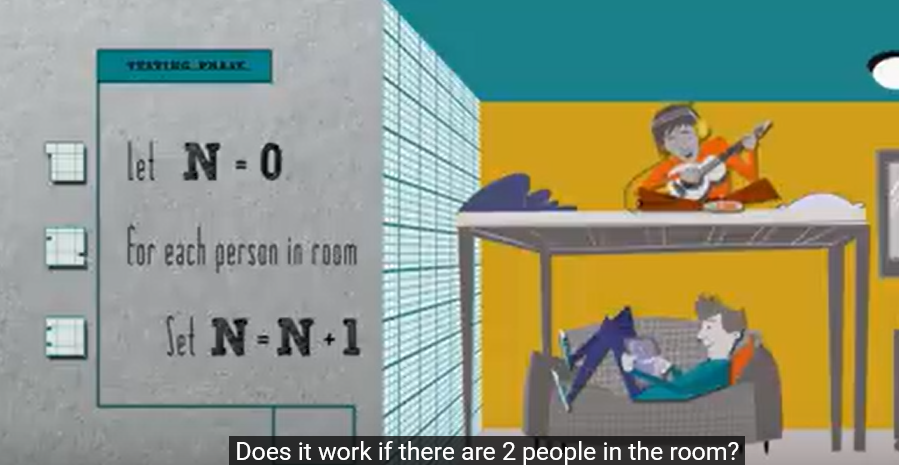 TESTING PHASE
let N = 0
For each person in room
Set N = N + 1
Does it work if there are 2 people in the room?